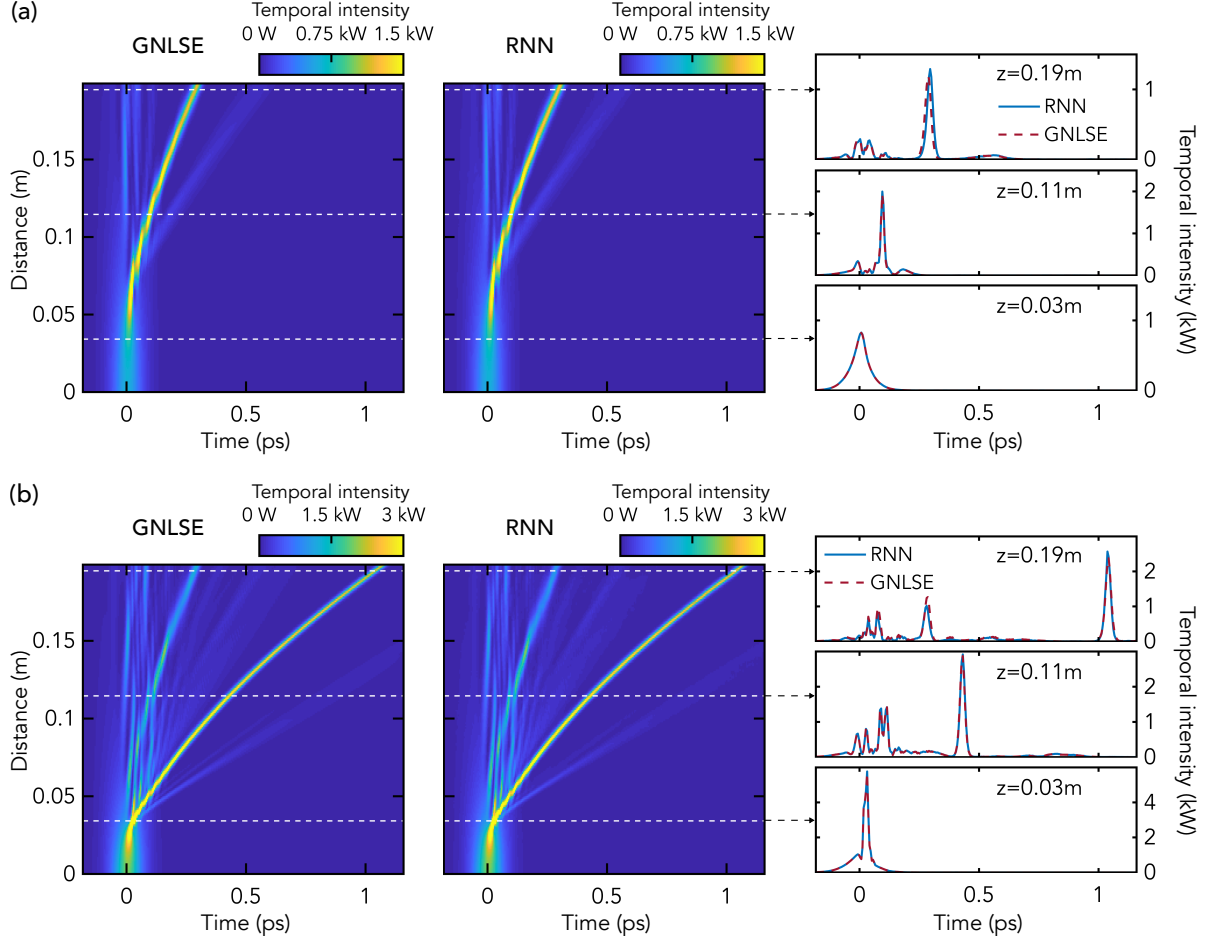 (a)
Temporal intensity
0 W 0.75 kW 1.5 kW
GNLSE
Temporal intensity
0 W 0.75 kW 1.5 kW
RNN
Distance (m)
0.15
0.1
0.05
0
0 0.5 1
Time (ps)
0 0.5 1
Time (ps)
z=0.19m
RNN
GNLSE
1
0
z=0.11m
2
1
0
z=0.03m
1
0
0 0.5 1
Time (ps)
Temporal intensity (kW)
(b)
Temporal intensity
0 W 1.5 kW 3 kW
GNLSE
Temporal intensity
0 W 1.5 kW 3 kW
RNN
Distance (m)
0.15
0.1
0.05
0
0 0.5 1
Time (ps)
0 0.5 1
Time (ps)
RNN
GNLSE
z=0.19m
2
1
0
z=0.11m
2
1
0
z=0.03m
4
2
0
0 0.5 1
Time (ps)
Temporal intensity (kW)